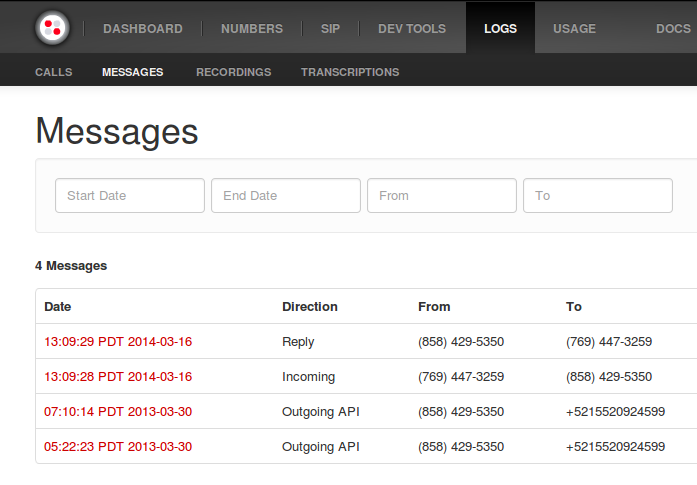 DASHBOARD NUMBERS SIP DEV TOOLS LOGS USAGE DOCS
CALLS MESSAGES RECORDINGS TRANSCRIPTIONS
Messages
Start Date End Date From To
4 Messages
Date Direction From To
13:09:29 PDT 2014-03-16 Reply (858) 429-5350 (769) 447-3259
13:09:28 PDT 2014-03-16 Incoming (769) 447-3259 (858) 429-5350
07:10:14 PDT 2013-03-30 Outgoing API (858) 429-5350 +5215520924599
05:22:23 PDT 2013-03-30 Outgoing API (858) 429-5350 +5215520924599